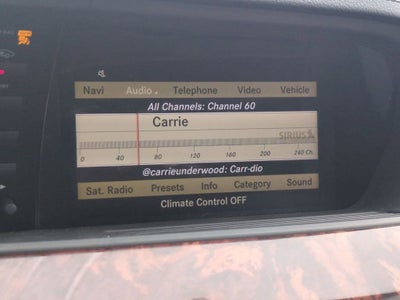 Navi Audio Telephone Video Vehicle
All Channels: Channel 60
Carrie
SIRIUS
0 40 80 120 160 200 240 Ch.
@carrieunderwood: Carr-dio
Sat. Radio Presets Info Category Sound
Climate Control OFF